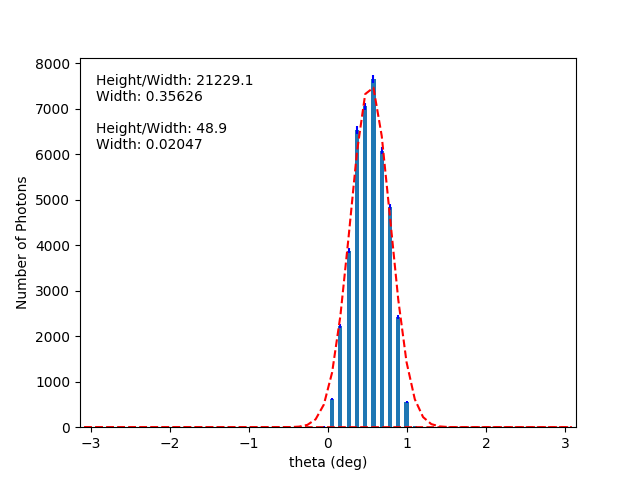 8000
7000
6000
5000
4000
3000
2000
1000
0
Number of Photons
Height/Width: 21229.1
Width: 0.35626
Height/Width: 48.9
Width: 0.02047
−3 −2 −1 0 1 2 3
theta (deg)